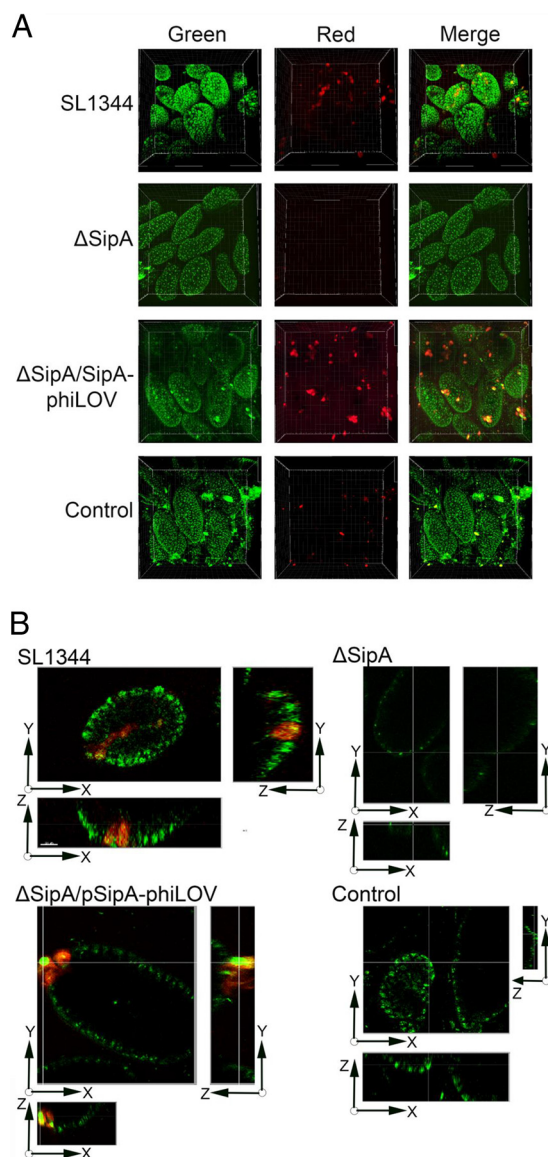 A
Green Red Merge
SL1344
ΔSipA
ΔSipA/SipA-
phiLOV
Control
B
SL1344
ΔSipA
Y
Y
Y
Y
X
Z
X
Z
Z
X
Z
X
ΔSipA/pSipA-phiLOV
Control
Y
Y
Y
Y
Z
X
Z
X
Z
X
Z
X